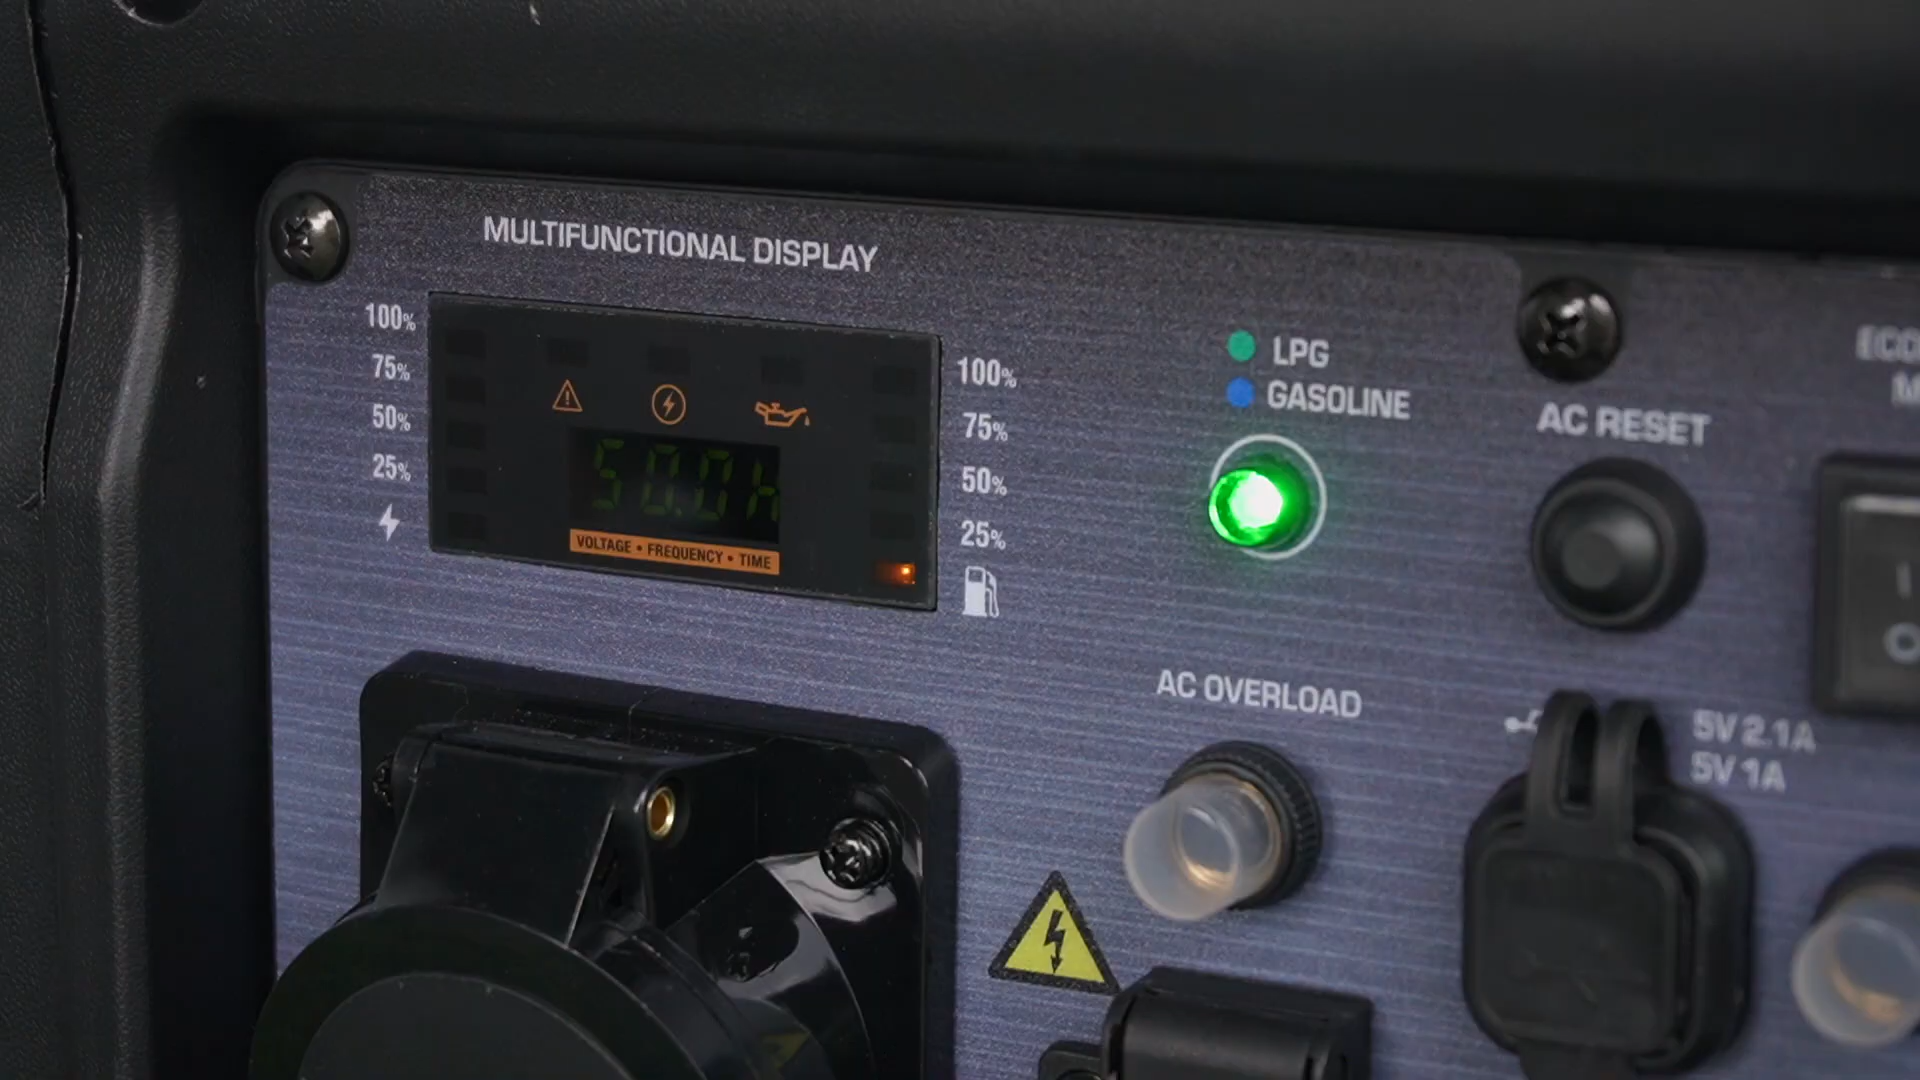 MULTIFUNCTIONAL DISPLAY
100%
75%
50%
25%
50.0H
VOLTAGE • FREQUENCY • TIME
100%
75%
50%
25%
LPG
GASOLINE
AC RESET
ECO
AC OVERLOAD
5V 2.1A
5V 1A